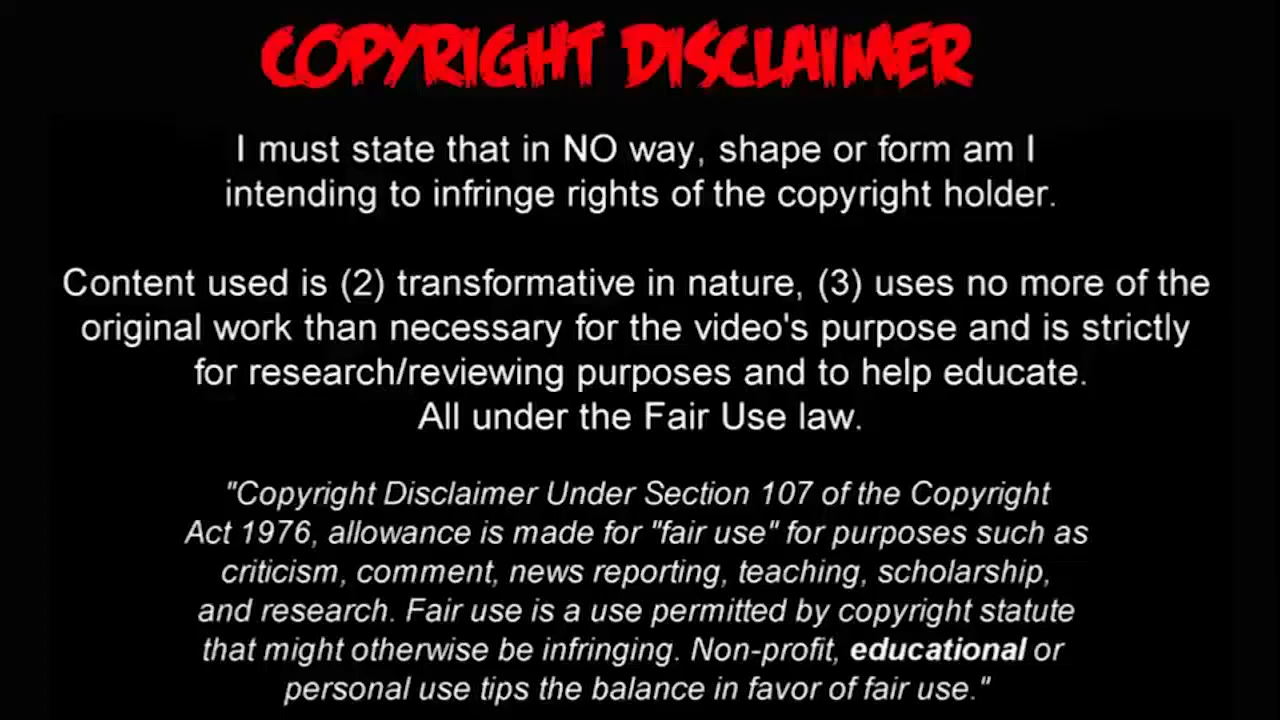 COPYRIGHT DISCLAIMER
I must state that in NO way, shape or form am I
intending to infringe rights of the copyright holder.
Content used is (2) transformative in nature, (3) uses no more of the
original work than necessary for the video's purpose and is strictly
for research/reviewing purposes and to help educate.
All under the Fair Use law.
"Copyright Disclaimer Under Section 107 of the Copyright
Act 1976, allowance is made for "fair use" for purposes such as
criticism, comment, news reporting, teaching, scholarship,
and research. Fair use is a use permitted by copyright statute
that might otherwise be infringing. Non-profit, educational or
personal use tips the balance in favor of fair use."